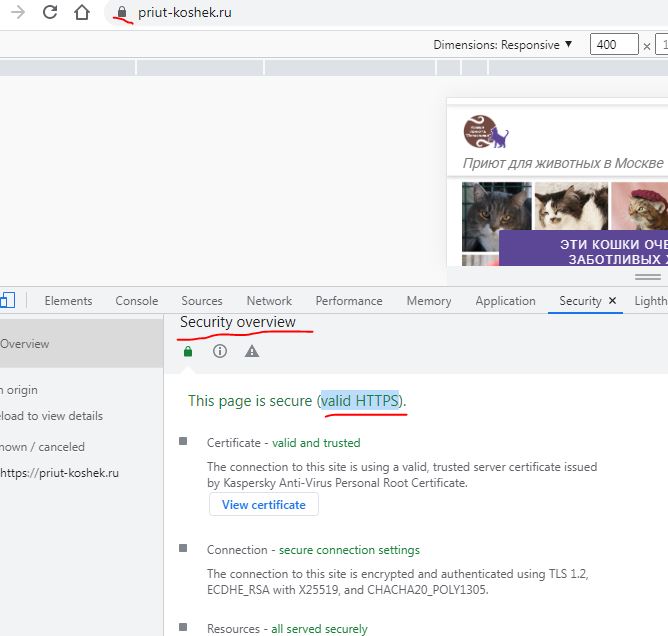 priut-koshek.ru
Dimensions: Responsive ▼ 400 ×
Приют для животных в Москве
ЭТИ КОШКИ ОЧЕ
ЗАБОТЛИВЫХ Х
Elements Console Sources Network Performance Memory Application Security × Lighth
Security overview
Overview
n origin
This page is secure (valid HTTPS).
load to view details
Certificate - valid and trusted
nown / canceled
The connection to this site is using a valid, trusted server certificate issued
https://priut-koshek.ru
by Kaspersky Anti-Virus Personal Root Certificate.
View certificate
Connection - secure connection settings
The connection to this site is encrypted and authenticated using TLS 1.2,
ECDHE_RSA with X25519, and CHACHA20_POLY1305.
Resources - all served securely